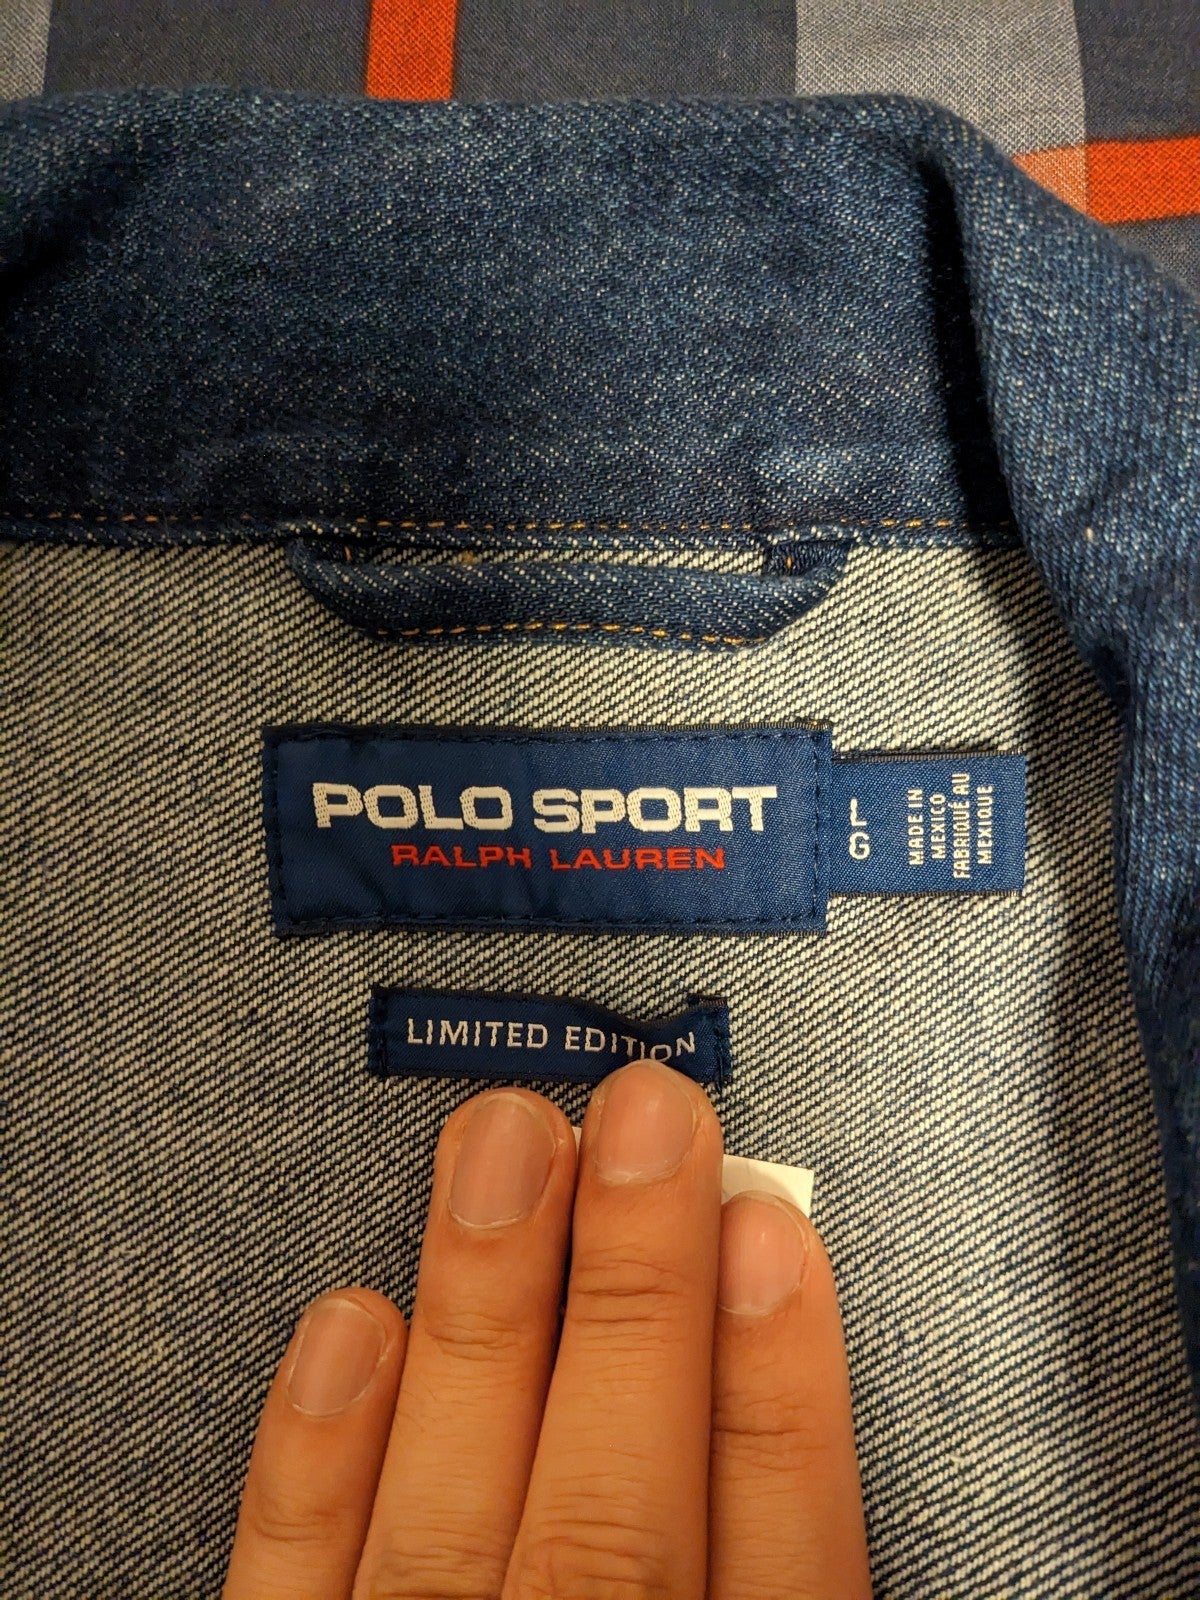 POLO SPORT
RALPH LAUREN
L
G
MADE IN
MEXICO
FABRIQUÉ AU
MEXIQUE
LIMITED EDITION